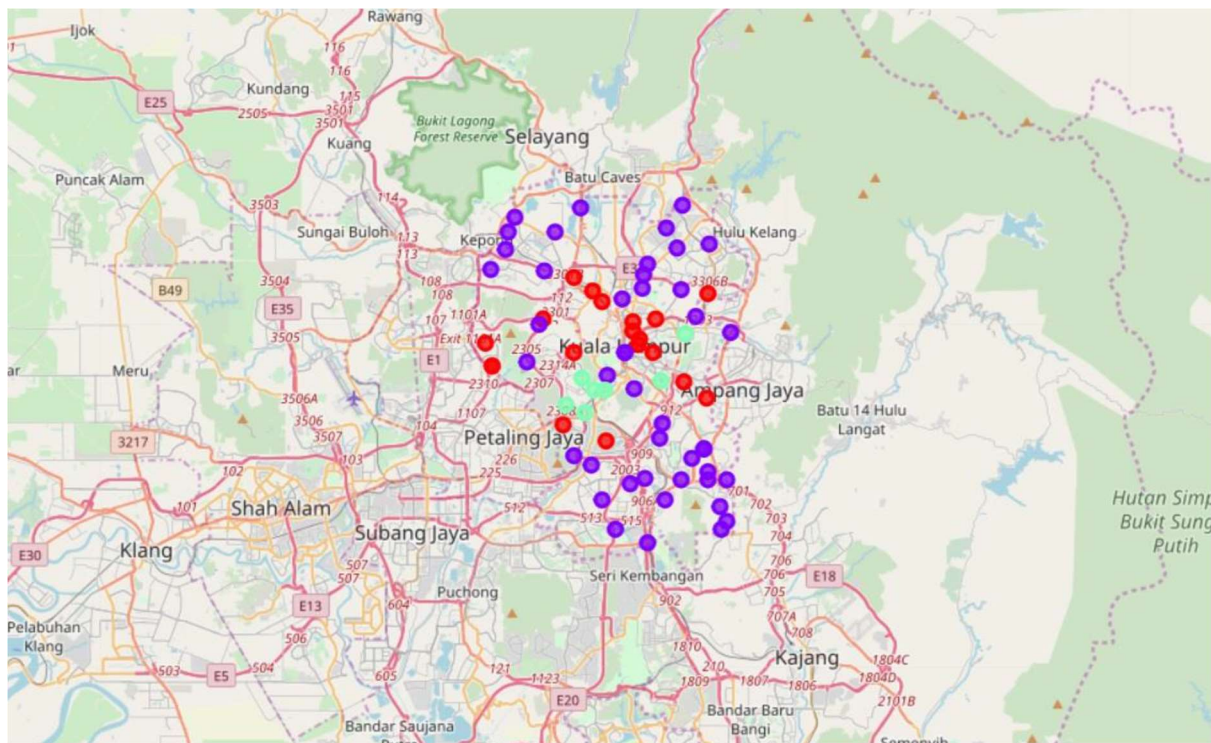 Rawang
Ijok
116
E25
116
Kundang
115
3501
2505
3501
Bukit Lagong
Forest Reserve
Selayang
Kuang
Batu Caves
Puncak Alam
114
3503
Sungai Buloh
113
113
Kepong
Hulu Kelang
3504
108
3306B
B49
108
112
E35
1101A
107
3505
Kuala Lumpur
E1
2305
2314A
Meru
2310
2307
3506A
Ampang Jaya
3506
1107
912
Batu 14 Hulu
Langat
3217
3507
104
Petaling Jaya
103
226
909
102
225
2003
101
701
Shah Alam
512
906
702
513
515
703
Hutan Simp
Bukit Sung
Putih
Subang Jaya
704
E30
Klang
507
706
507
507
Seri Kembangan
706
E18
E13
604
Puchong
705
902
Pelabuhan
Klang
506
707A
708
1810
Kajang
503
504
E5
605
121
1123
210
1804C
1809
1807
1806
1804D
E20
2101B
Bandar Saujana
Bandar Baru
Bangi